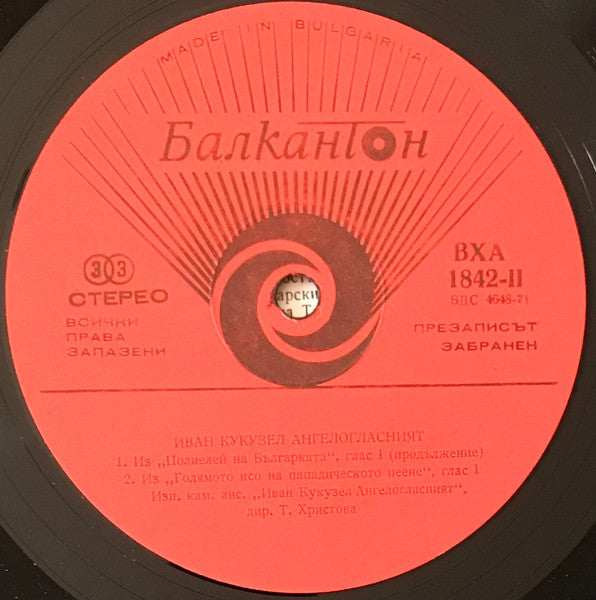 MADE IN BULGARIA
Балкантон
33
СТЕРЕО
ВСИЧКИ
ПРАВА
ЗАПАЗЕНИ
ВХА
1842-II
БДС 4648-71
ПРЕЗАПИСЪТ
ЗАБРАНЕН
арски
ИВАН КУКУЗЕЛ АНГЕЛОГЛАСНИЯТ
1. Из „Полиелей на Българката“, глас 1 (продължение)
2. Из „Голямото исо на пападическото пеене“, глас 1
Изп. кам. анс. „Иван Кукузел Ангелогласният“,
дир. Т. Христова